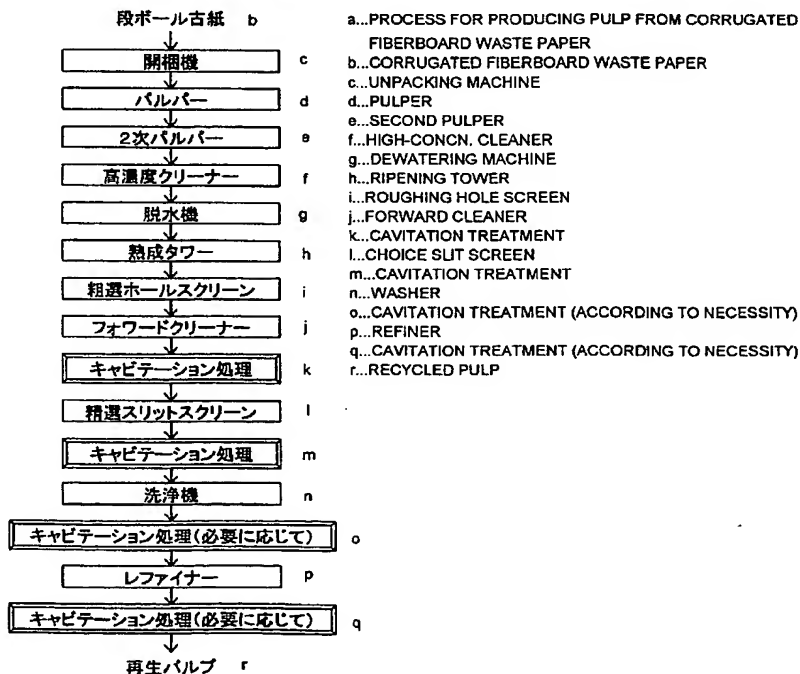 段ボール古紙 b
開梱機 c
パルパー d
2次パルパー e
高濃度クリーナー f
脱水機 g
熟成タワー h
粗選ホールスクリーン i
フォワードクリーナー j
キャビテーション処理 k
精選スリットスクリーン l
キャビテーション処理 m
洗浄機 n
キャビテーション処理(必要に応じて) o
レファイナー p
キャビテーション処理(必要に応じて) q
再生パルプ r
a...PROCESS FOR PRODUCING PULP FROM CORRUGATED
FIBERBOARD WASTE PAPER
b...CORRUGATED FIBERBOARD WASTE PAPER
c...UNPACKING MACHINE
d...PULPER
e...SECOND PULPER
f...HIGH-CONCN. CLEANER
g...DEWATERING MACHINE
h...RIPENING TOWER
i...ROUGHING HOLE SCREEN
j...FORWARD CLEANER
k...CAVITATION TREATMENT
l...CHOICE SLIT SCREEN
m...CAVITATION TREATMENT
n...WASHER
o...CAVITATION TREATMENT (ACCORDING TO NECESSITY)
p...REFINER
q...CAVITATION TREATMENT (ACCORDING TO NECESSITY)
r...RECYCLED PULP